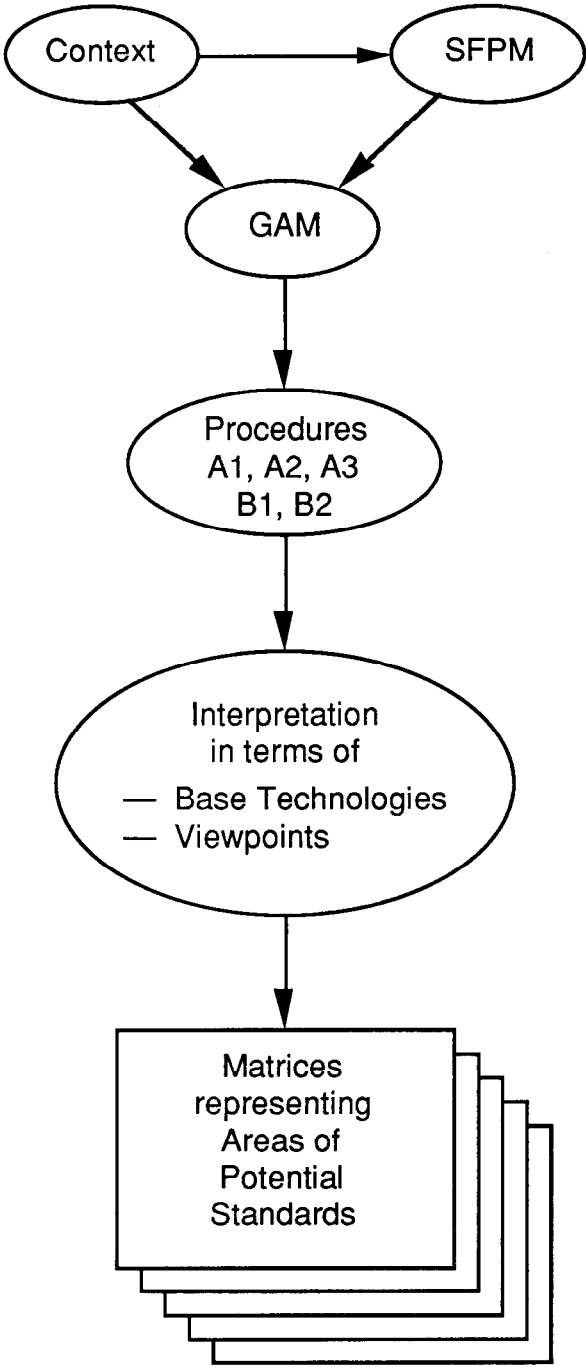 Context
SFPM
GAM
Procedures
A1, A2, A3
B1, B2
Interpretation
in terms of
— Base Technologies
— Viewpoints
Matrices
representing
Areas of
Potential
Standards